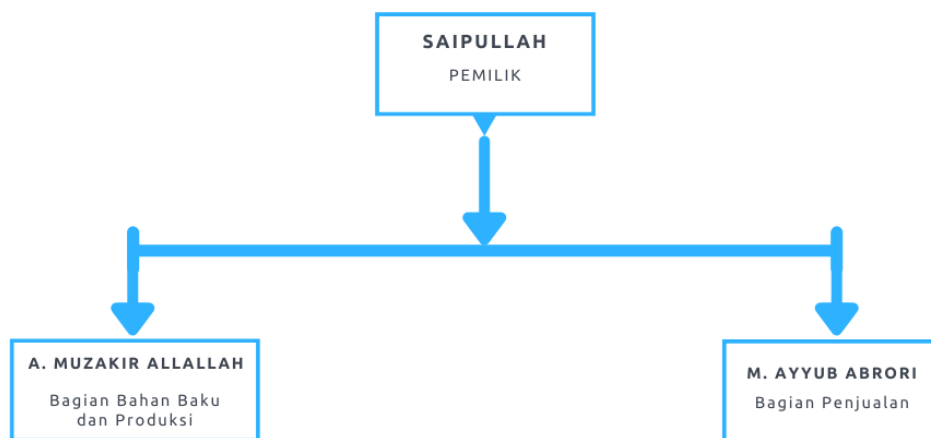 SAIPULLAH
PEMILIK
A. MUZAKIR ALLALLAH
Bagian Bahan Baku
dan Produksi
M. AYYUB ABRORI
Bagian Penjualan